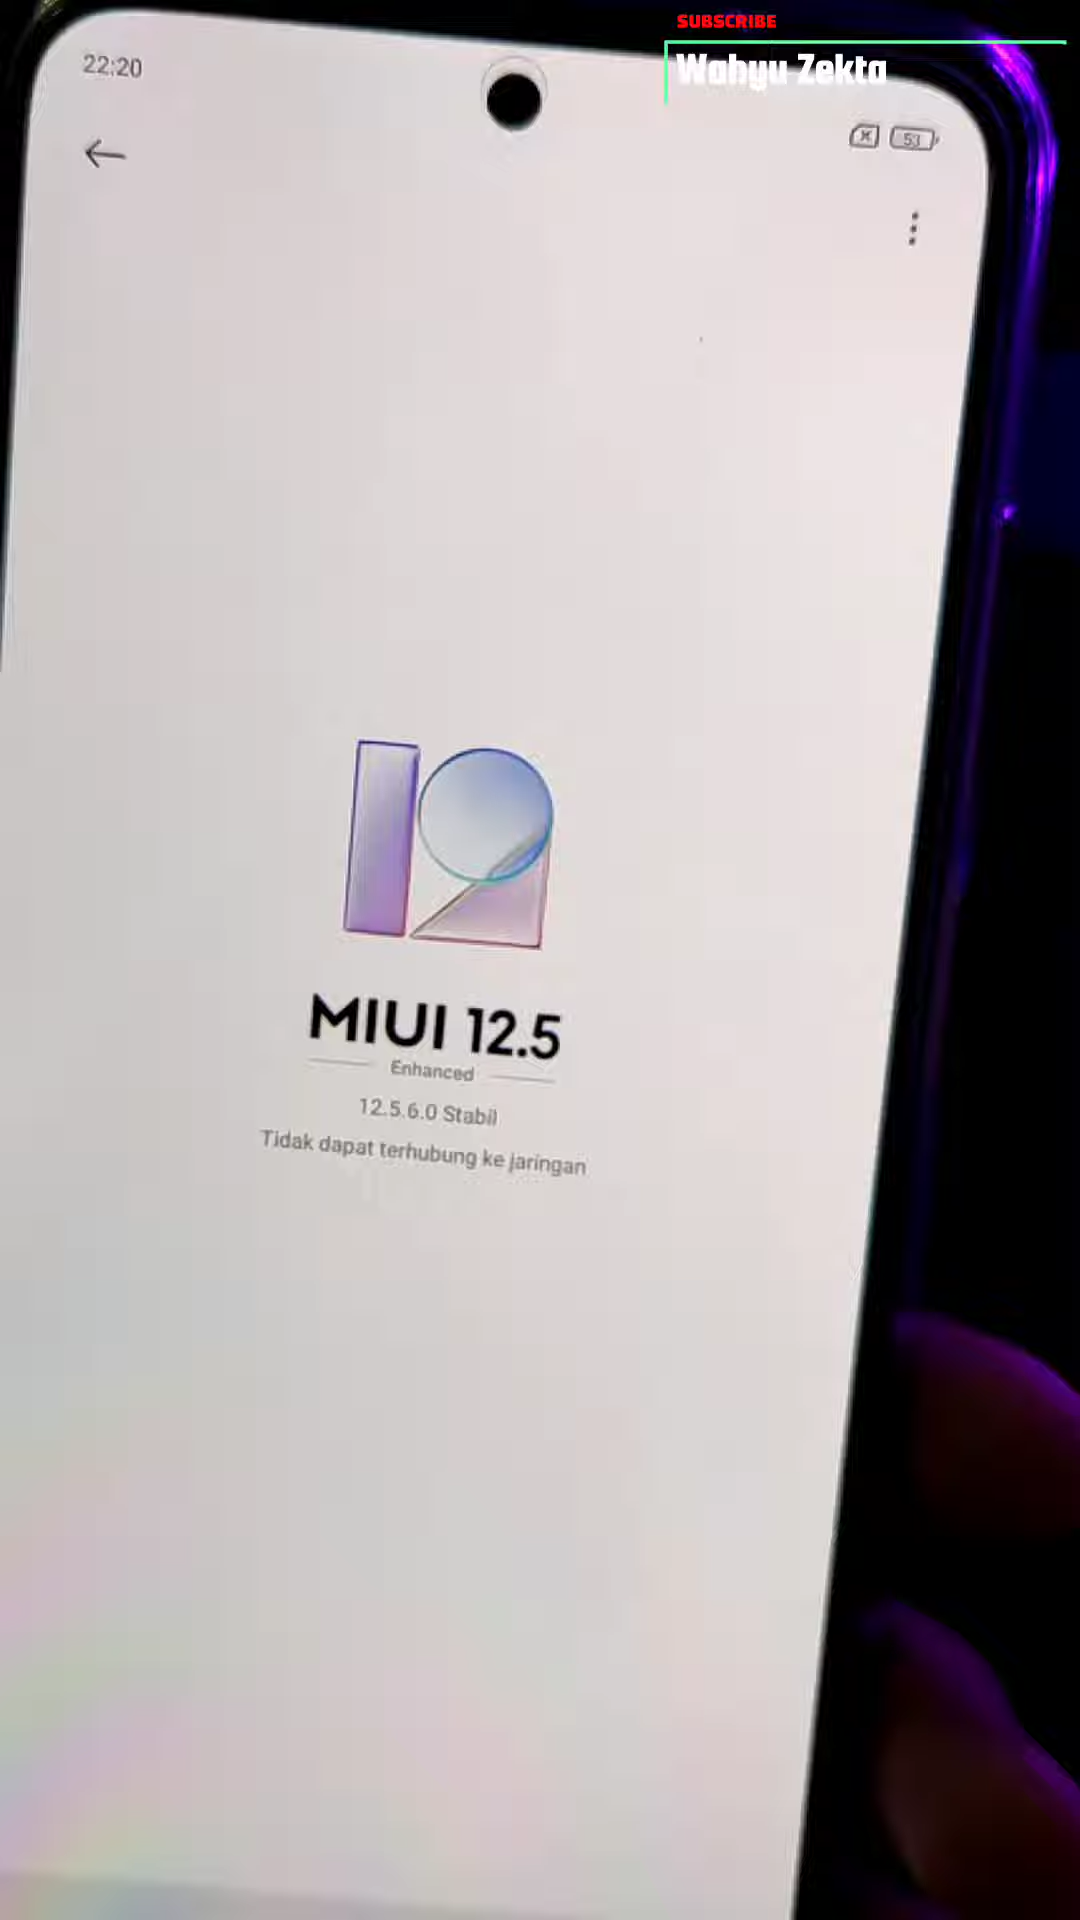 SUBSCRIBE
Wahyu Zekta
22:20
53
MIUI 12.5
Enhanced
12.5.6.0 Stabil
Tidak dapat terhubung ke jaringan